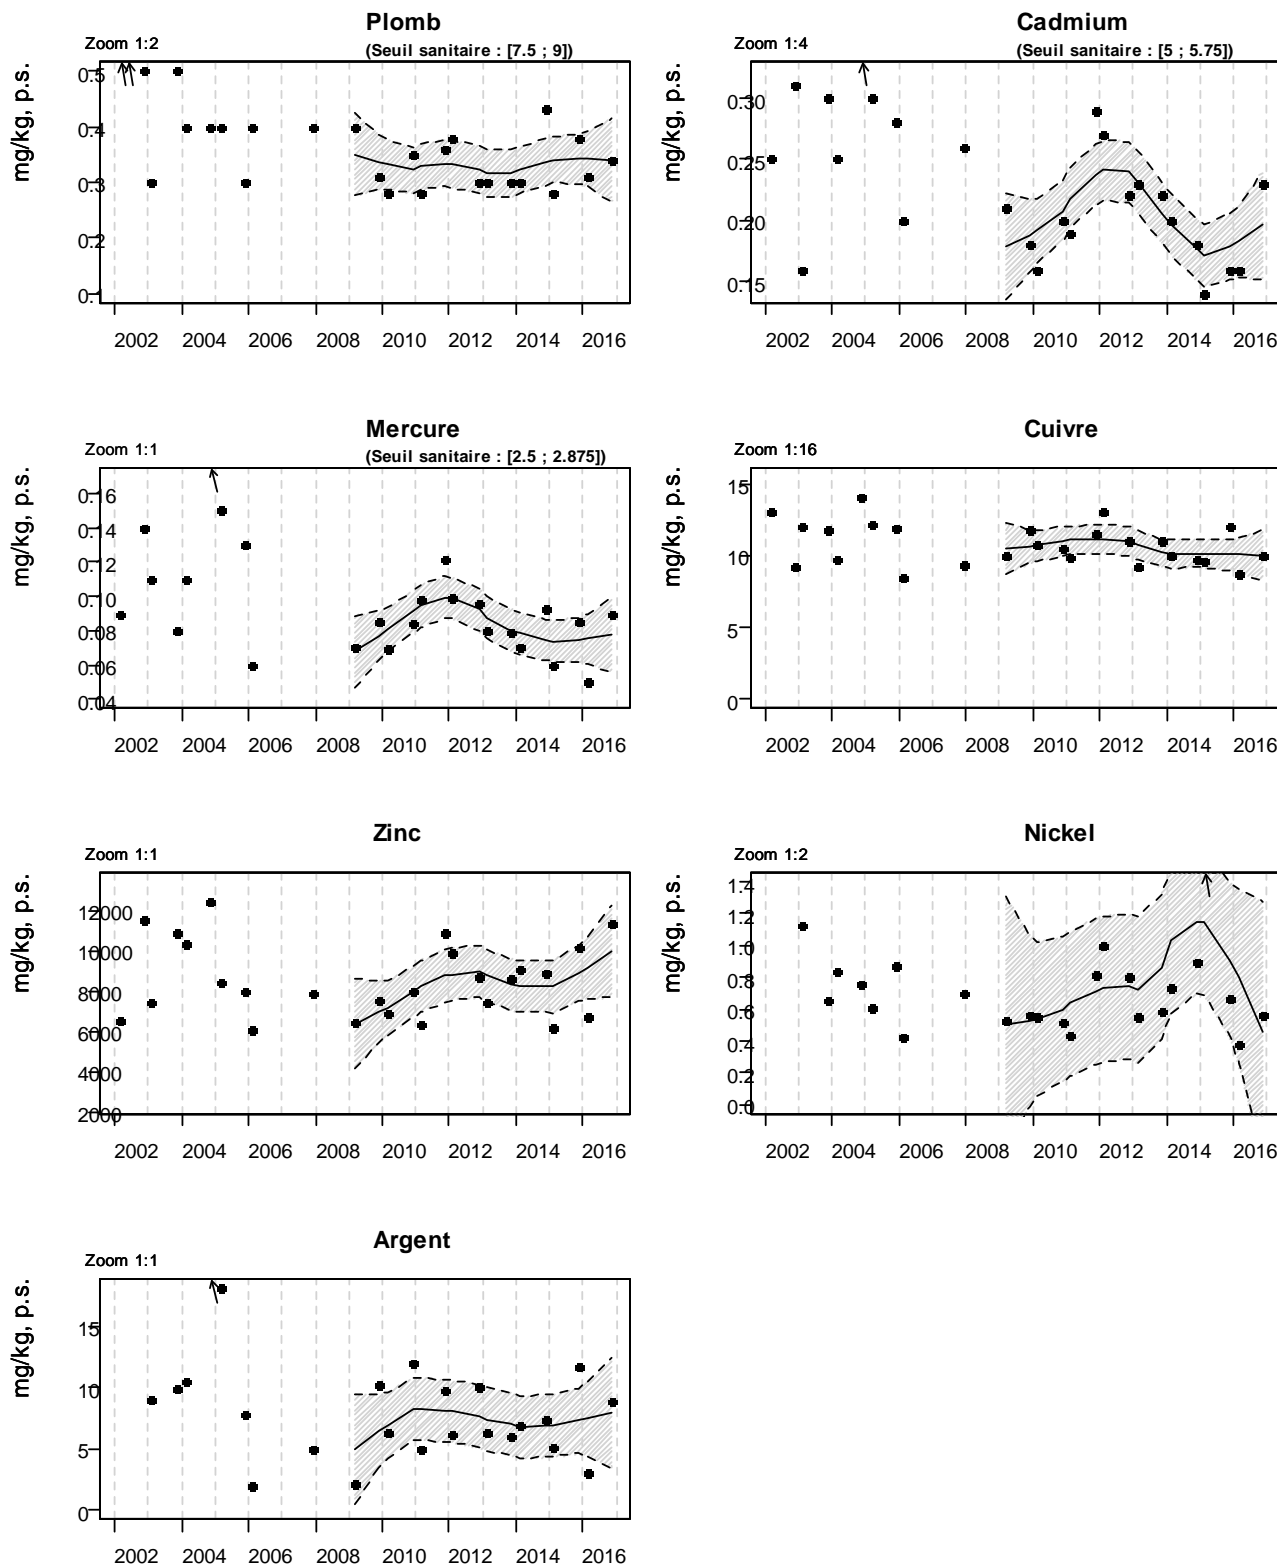 Plomb
Zoom 1:2
(Seuil sanitaire : [7.5 ; 9])
mg/kg, p.s.
0.5
0.4
0.3
0.2
0.1
2002 2004 2006 2008 2010 2012 2014 2016
Cadmium
Zoom 1:4
(Seuil sanitaire : [5 ; 5.75])
mg/kg, p.s.
0.30
0.25
0.20
0.15
2002 2004 2006 2008 2010 2012 2014 2016
Mercure
Zoom 1:1
(Seuil sanitaire : [2.5 ; 2.875])
mg/kg, p.s.
0.16
0.14
0.12
0.10
0.08
0.06
0.04
2002 2004 2006 2008 2010 2012 2014 2016
Cuivre
Zoom 1:16
mg/kg, p.s.
15
10
5
0
2002 2004 2006 2008 2010 2012 2014 2016
Zinc
Zoom 1:1
mg/kg, p.s.
12000
10000
8000
6000
4000
2000
2002 2004 2006 2008 2010 2012 2014 2016
Nickel
Zoom 1:2
mg/kg, p.s.
1.4
1.2
1.0
0.8
0.6
0.4
0.2
0.0
2002 2004 2006 2008 2010 2012 2014 2016
Argent
Zoom 1:1
mg/kg, p.s.
15
10
5
0
2002 2004 2006 2008 2010 2012 2014 2016